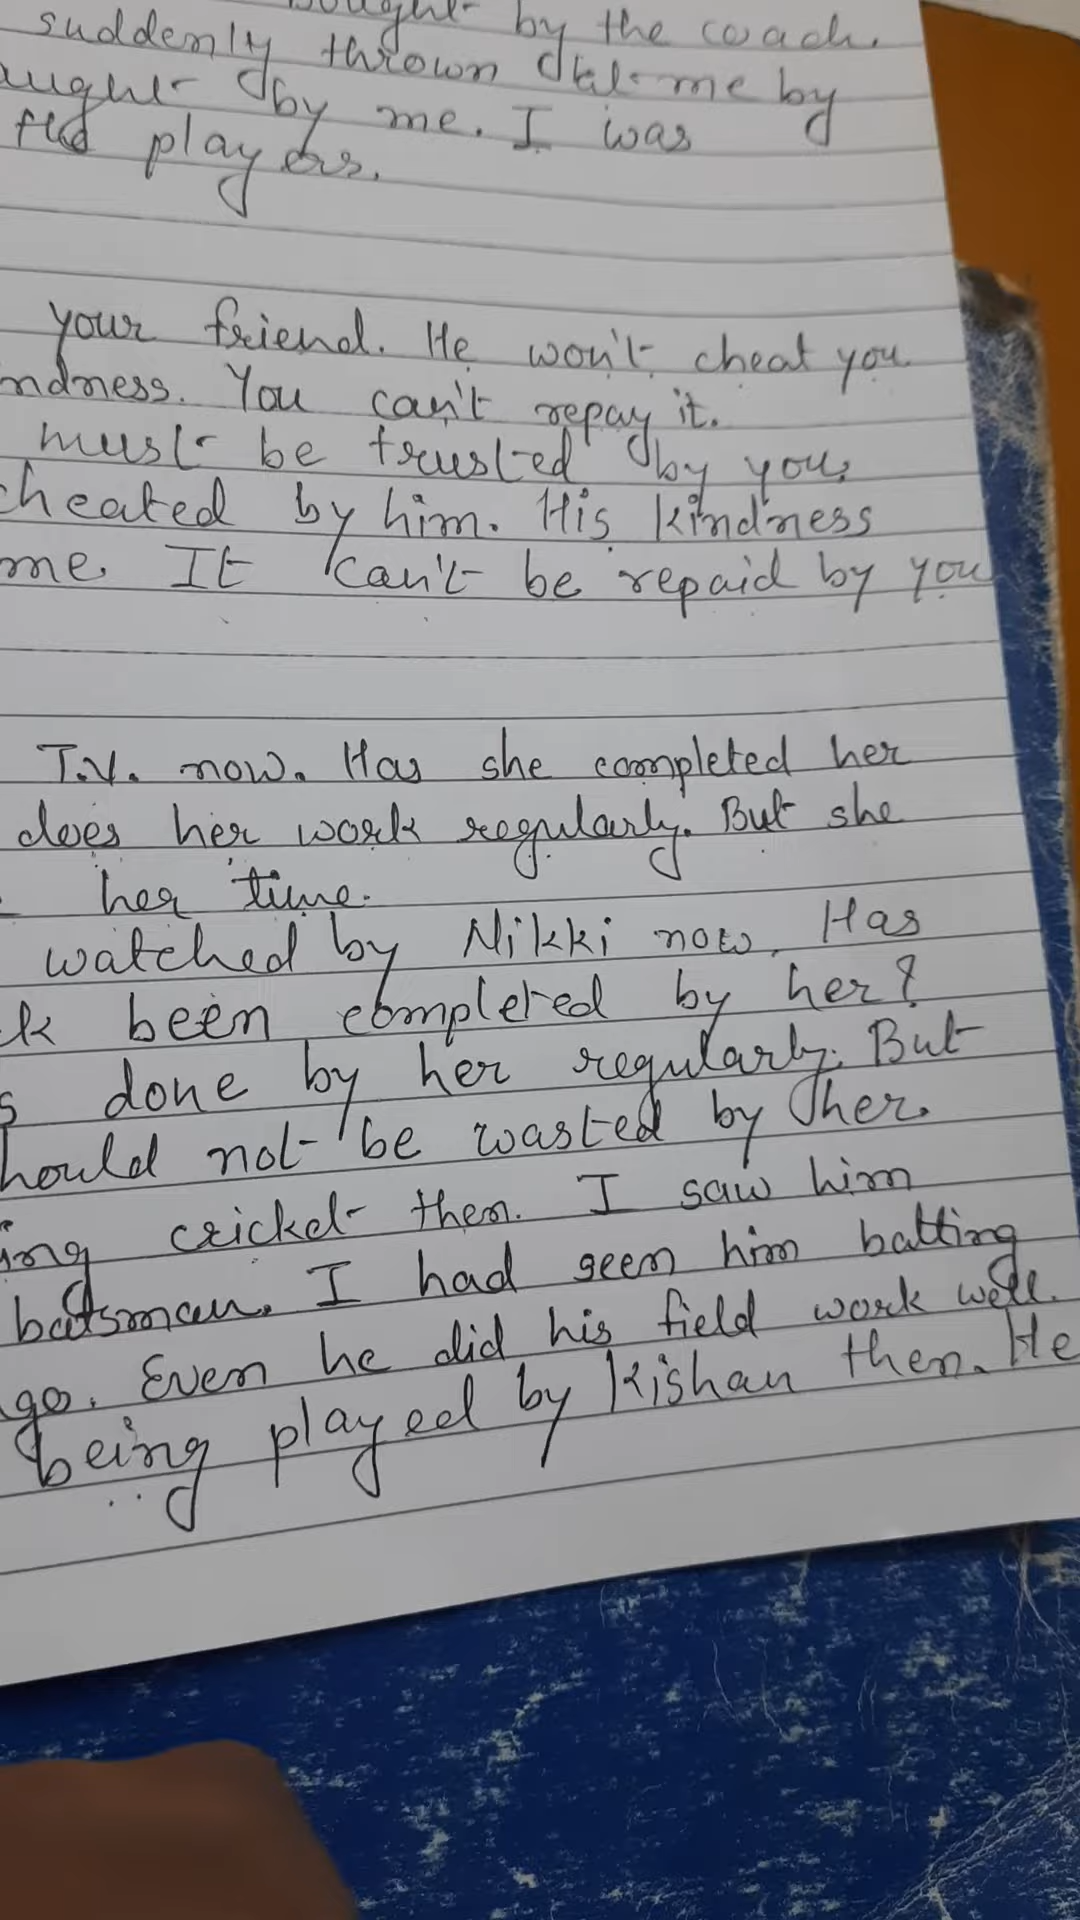 by the coach.
suddenly thrown at me by
by me. I was
players.
your friend. He won't cheat you
ndness. You can't repay it.
must be trusted by you.
cheated by him. His kindness
me. It can't be repaid by you
T.V. now. Has she completed her
does her work regularly. But she
her time.
watched by Nikki now. Has
k been completed by her?
s done by her regularly. But
hould not be wasted by her.
ing cricket then. I saw him
batsman. I had seen him batting
go. Even he did his field work well.
being played by Kishan then. He